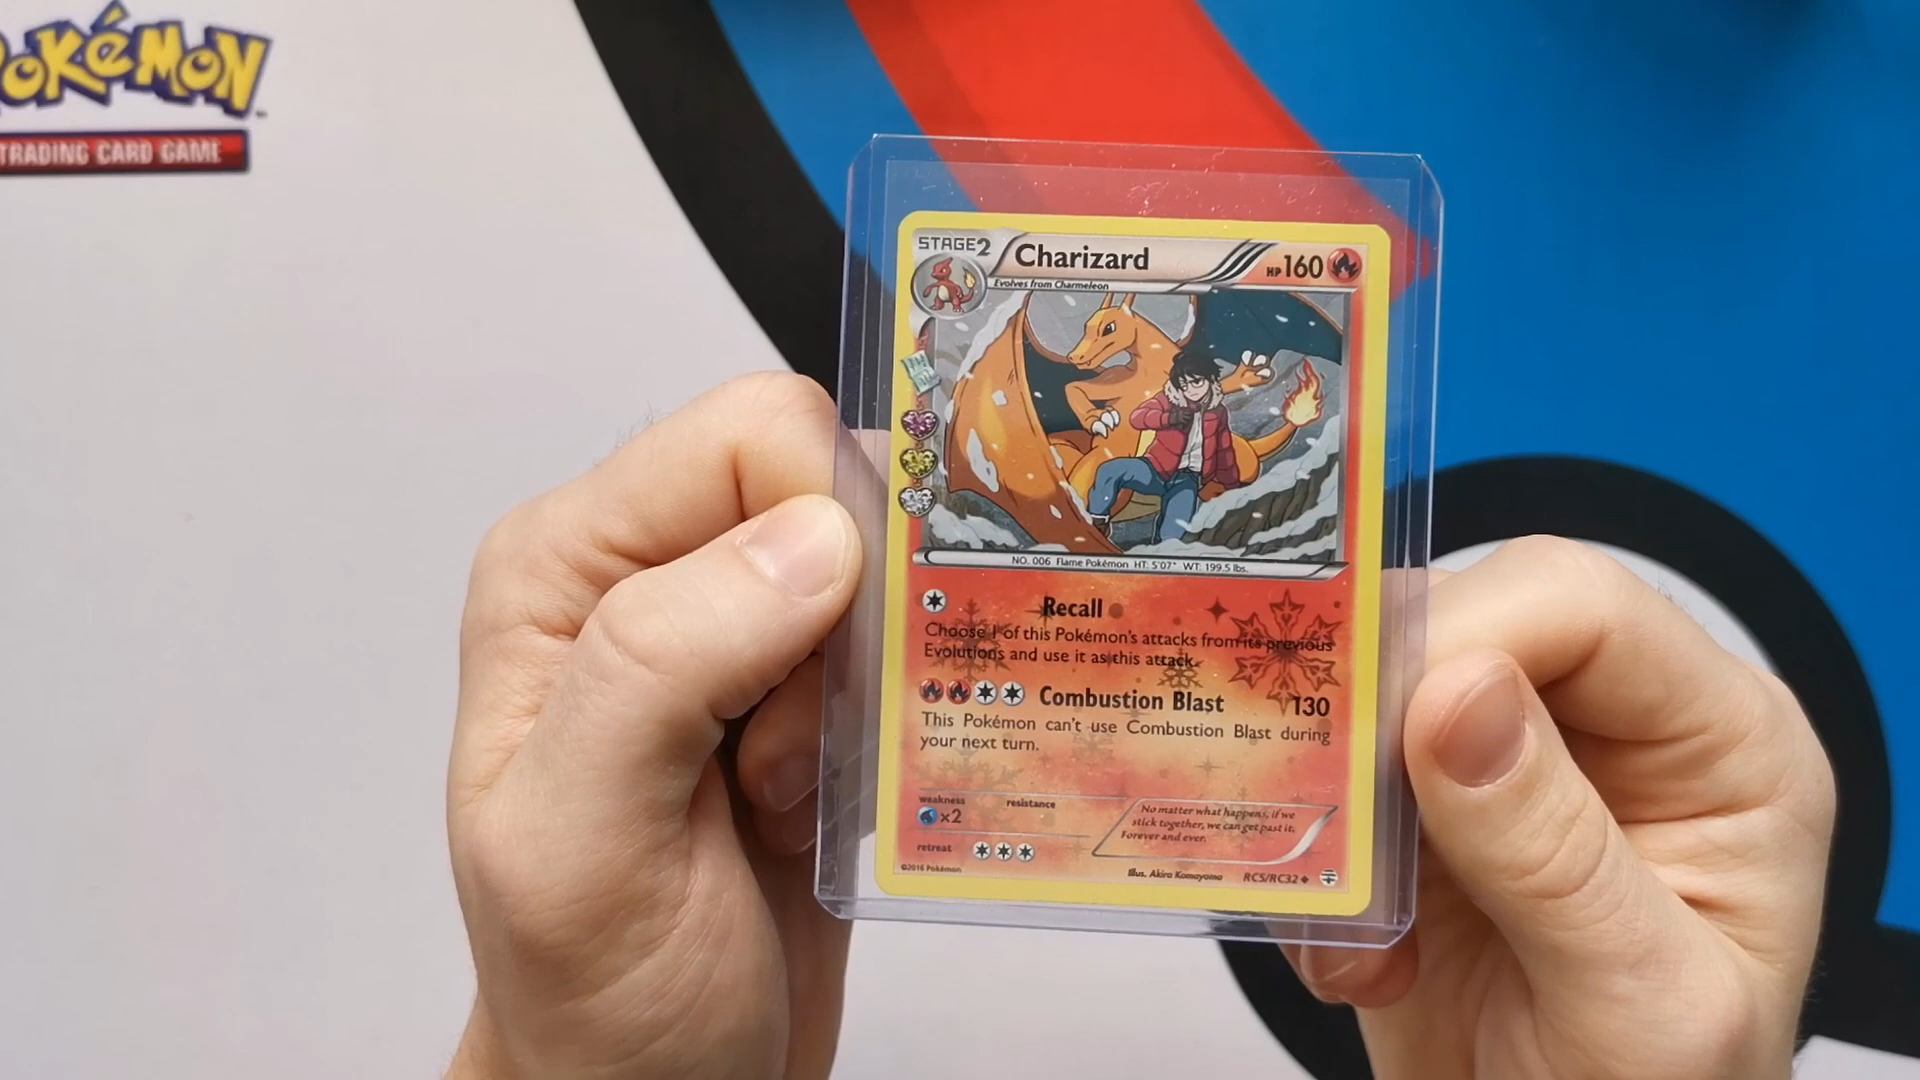 POKéMON
TRADING CARD GAME
STAGE2
Charizard
HP160
Evolves from Charmeleon
NO. 006 Flame Pokémon HT: 5'07" WT: 199.5 lbs.
Recall
Choose 1 of this Pokémon's attacks from its previous
Evolutions and use it as this attack.
Combustion Blast 130
This Pokémon can't use Combustion Blast during
your next turn.
weakness
resistance
×2
retreat
No matter what happens, if we
stick together, we can get past it.
Forever and ever.
©2016 Pokémon
Illus. Akira Komayama
RC5/RC32